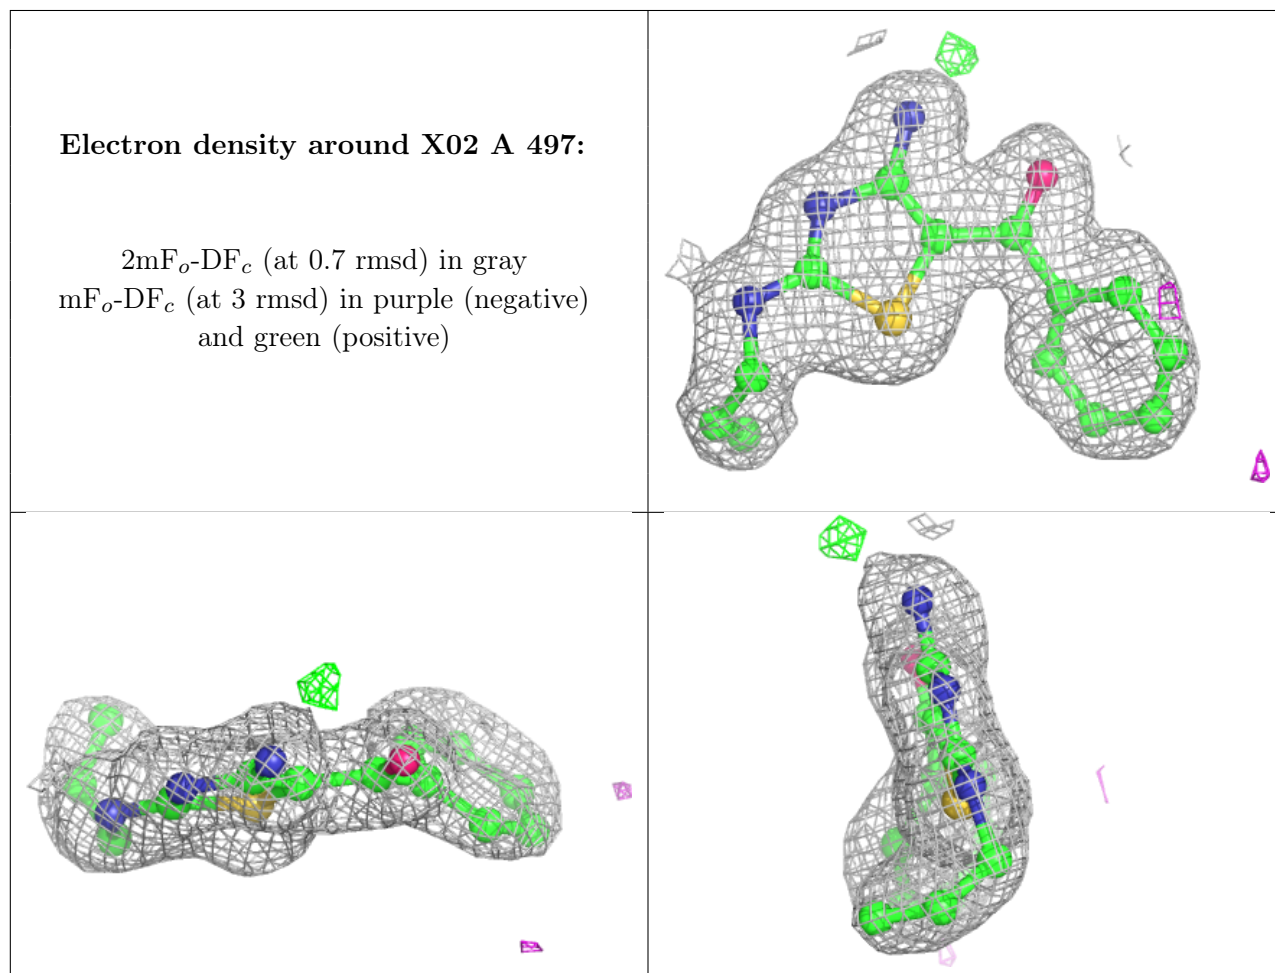 Electron density around X02 A 497:
2mFo-DFc (at 0.7 rmsd) in gray
mFo-DFc (at 3 rmsd) in purple (negative)
and green (positive)